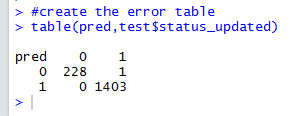 > #create the error table
> table(pred,test$status_updated)
pred 0 1
0 228 1
1 0 1403
>